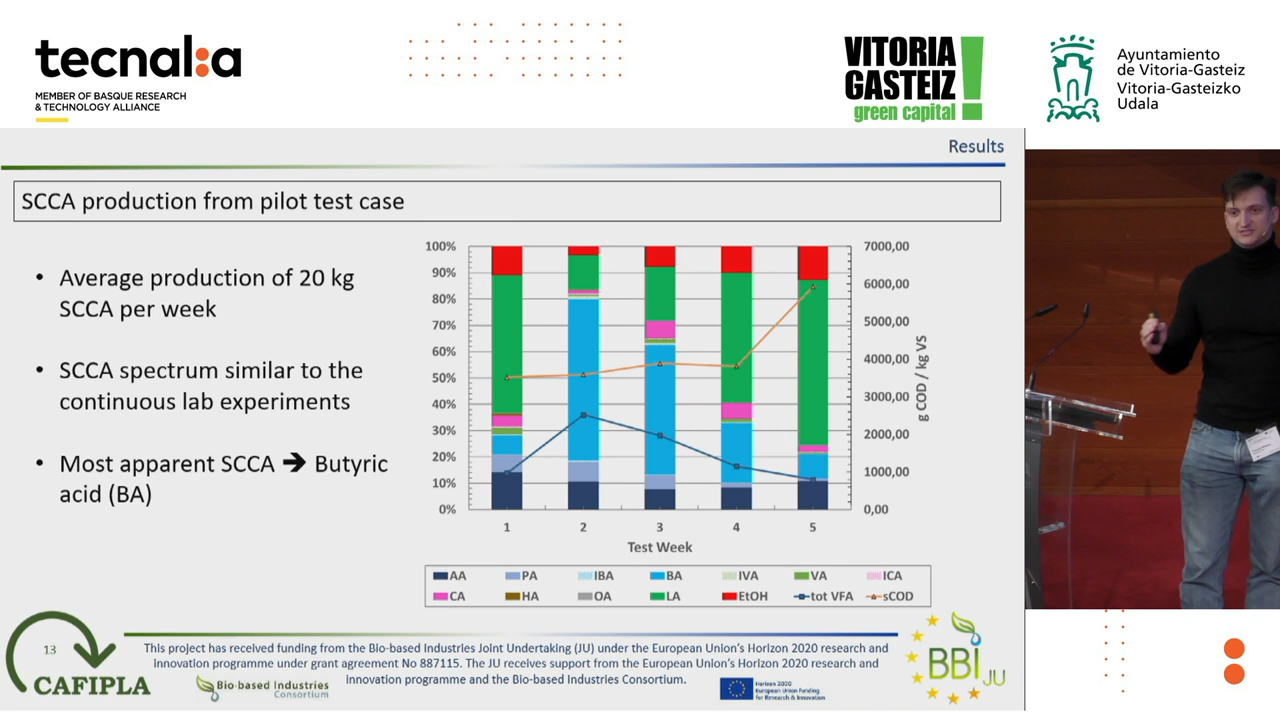 tecnal:a
MEMBER OF BASQUE RESEARCH
& TECHNOLOGY ALLIANCE
VITORIA
GASTEIZ
green capital
Ayuntamiento
de Vitoria-Gasteiz
Vitoria-Gasteizko
Udala
Results
SCCA production from pilot test case
• Average production of 20 kg
SCCA per week
• SCCA spectrum similar to the
continuous lab experiments
• Most apparent SCCA ➔ Butyric
acid (BA)
100%
90%
80%
70%
60%
50%
40%
30%
20%
10%
0%
7000,00
6000,00
5000,00
4000,00
3000,00
2000,00
1000,00
0,00
g COD / kg VS
1 2 3 4 5
Test Week
AA PA IBA BA IVA VA ICA
CA HA OA LA EtOH tot VFA sCOD
13
CAFIPLA
This project has received funding from the Bio-based Industries Joint Undertaking (JU) under the European Union's Horizon 2020 research and
innovation programme under grant agreement No 887115. The JU receives support from the European Union's Horizon 2020 research and
innovation programme and the Bio-based Industries Consortium.
Bio-based Industries
Consortium
Horizon 2020
European Union Funding
for Research & Innovation
BBI
JU